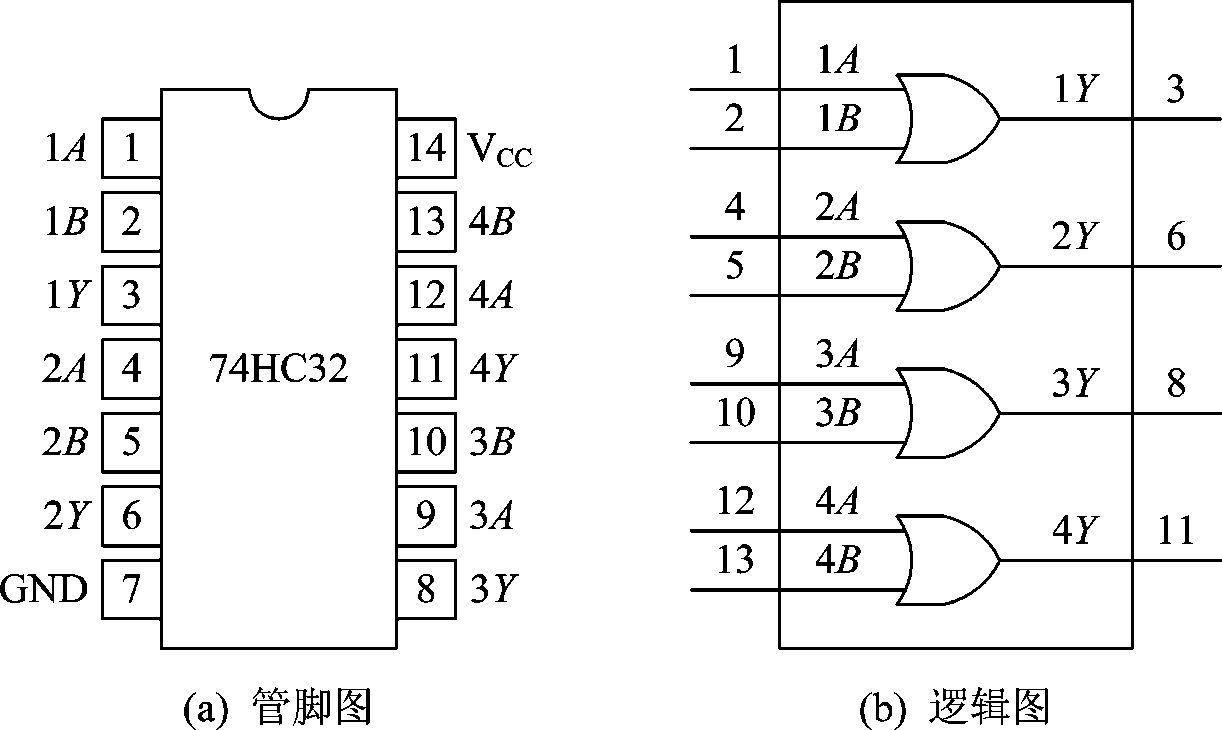 1A 1 14 VCC
1B 2 13 4B
1Y 3 12 4A
2A 4 74HC32 11 4Y
2B 5 10 3B
2Y 6 9 3A
GND 7 8 3Y
(a) 管脚图
1 1A
2 1B 1Y 3
4 2A
5 2B 2Y 6
9 3A
10 3B 3Y 8
12 4A
13 4B 4Y 11
(b) 逻辑图